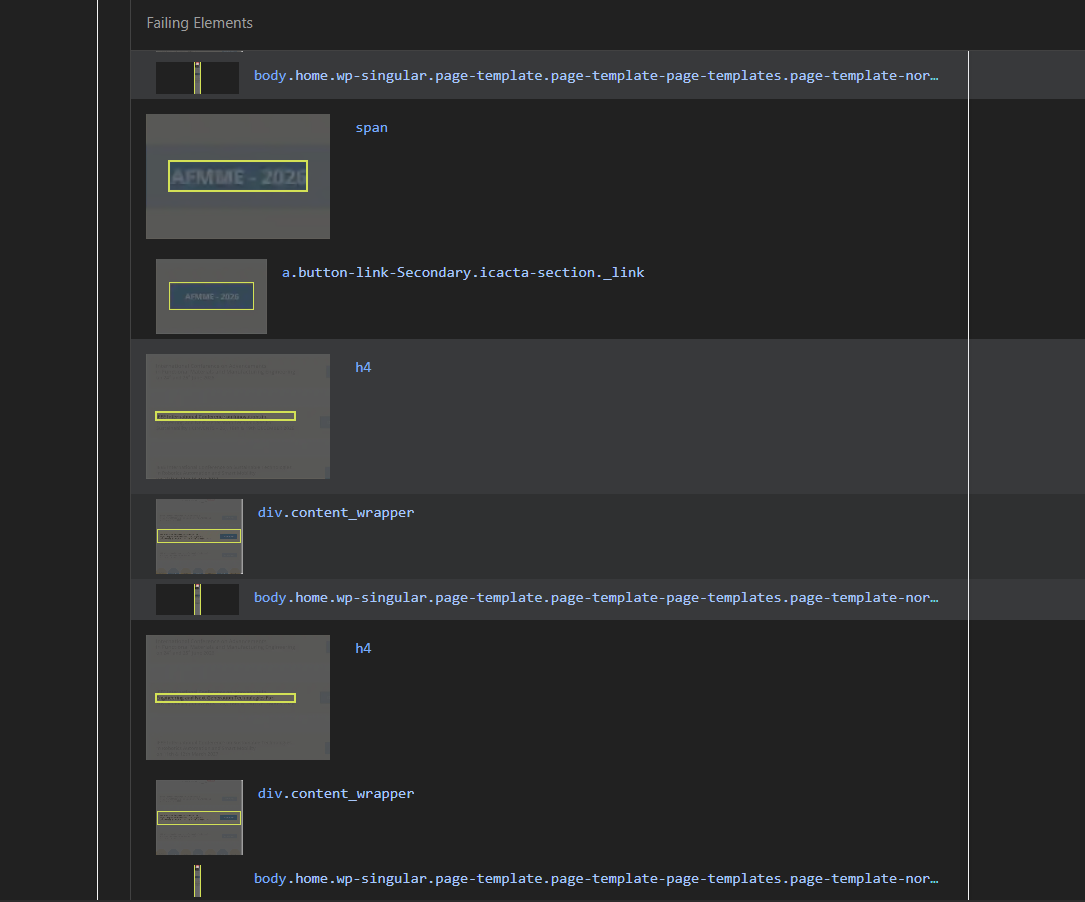 Failing Elements
body.home.wp-singular.page-template.page-template-page-templates.page-template-nor…
span
AFMME - 2026
a.button-link-Secondary.icacta-section._link
AFMME - 2026
h4
div.content_wrapper
body.home.wp-singular.page-template.page-template-page-templates.page-template-nor…
h4
div.content_wrapper
body.home.wp-singular.page-template.page-template-page-templates.page-template-nor…